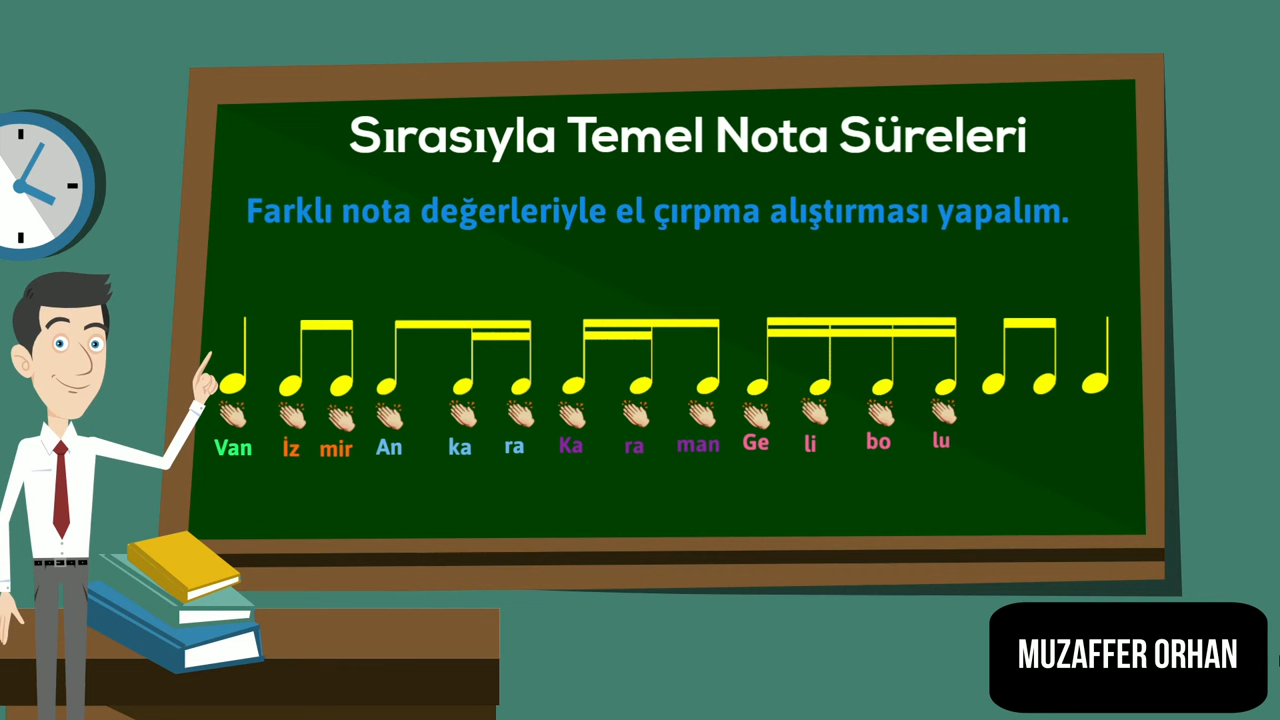 Sırasıyla Temel Nota Süreleri
Farklı nota değerleriyle el çırpma alıştırması yapalım.
Van İz mir An ka ra Ka ra man Ge li bo lu
MUZAFFER ORHAN